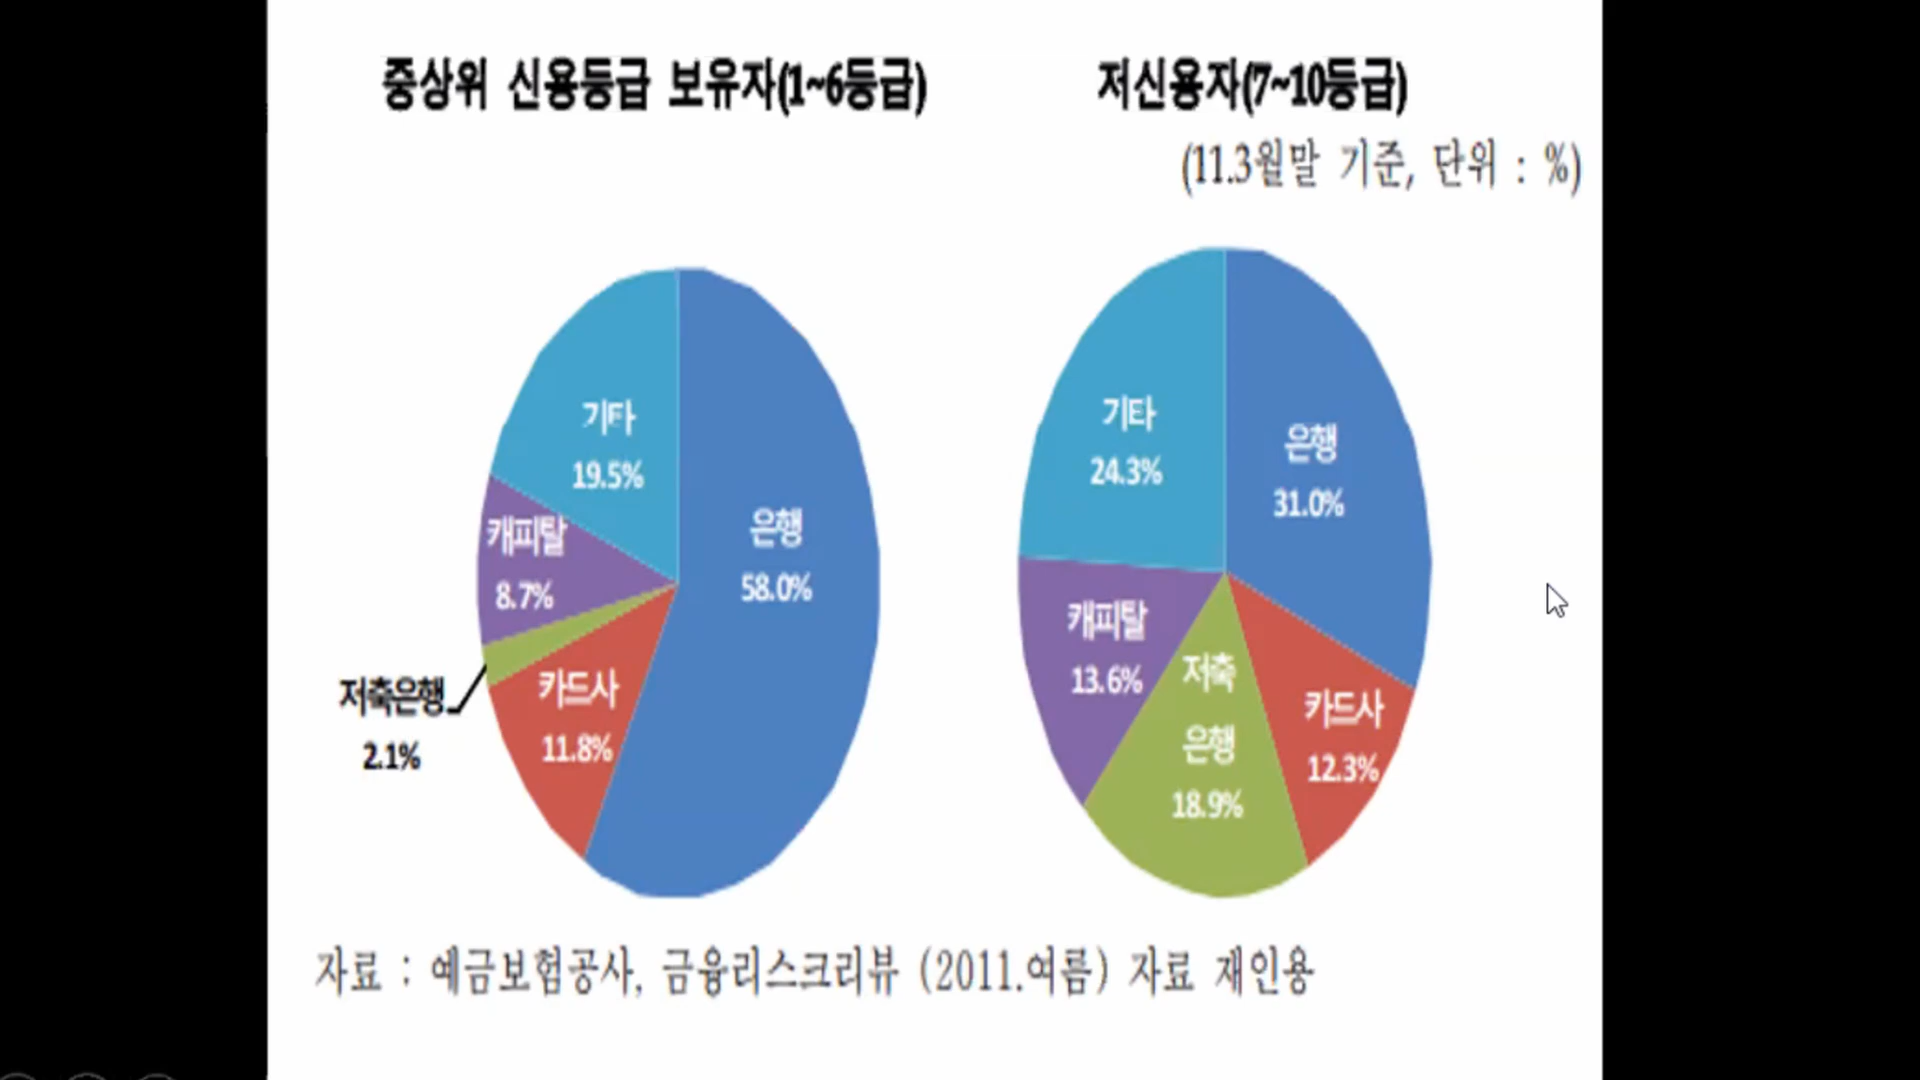 중상위 신용등급 보유자(1~6등급)
저신용자(7~10등급)
(11.3월말 기준, 단위 : %)
기타
19.5%
은행
58.0%
캐피탈
8.7%
저축은행
2.1%
카드사
11.8%
기타
24.3%
은행
31.0%
캐피탈
13.6%
저축
은행
18.9%
카드사
12.3%
자료 : 예금보험공사, 금융리스크리뷰 (2011.여름) 자료 재인용